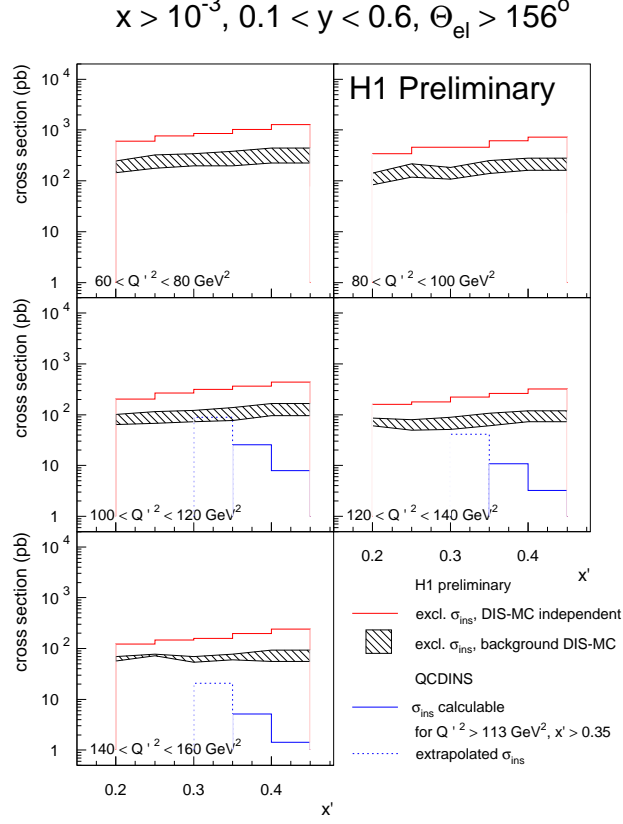 x > 10⁻³, 0.1 < y < 0.6, Θel > 156°
cross section (pb)
10⁴
10³
10²
10
1
60 < Q'² < 80 GeV²
H1 Preliminary
80 < Q'² < 100 GeV²
cross section (pb)
10⁴
10³
10²
10
1
100 < Q'² < 120 GeV²
120 < Q'² < 140 GeV²
0.2 0.3 0.4
x'
cross section (pb)
10⁴
10³
10²
10
1
140 < Q'² < 160 GeV²
0.2 0.3 0.4
x'
H1 preliminary
excl. σins, DIS-MC independent
excl. σins, background DIS-MC
QCDINS
σins calculable
for Q'² > 113 GeV², x' > 0.35
extrapolated σins